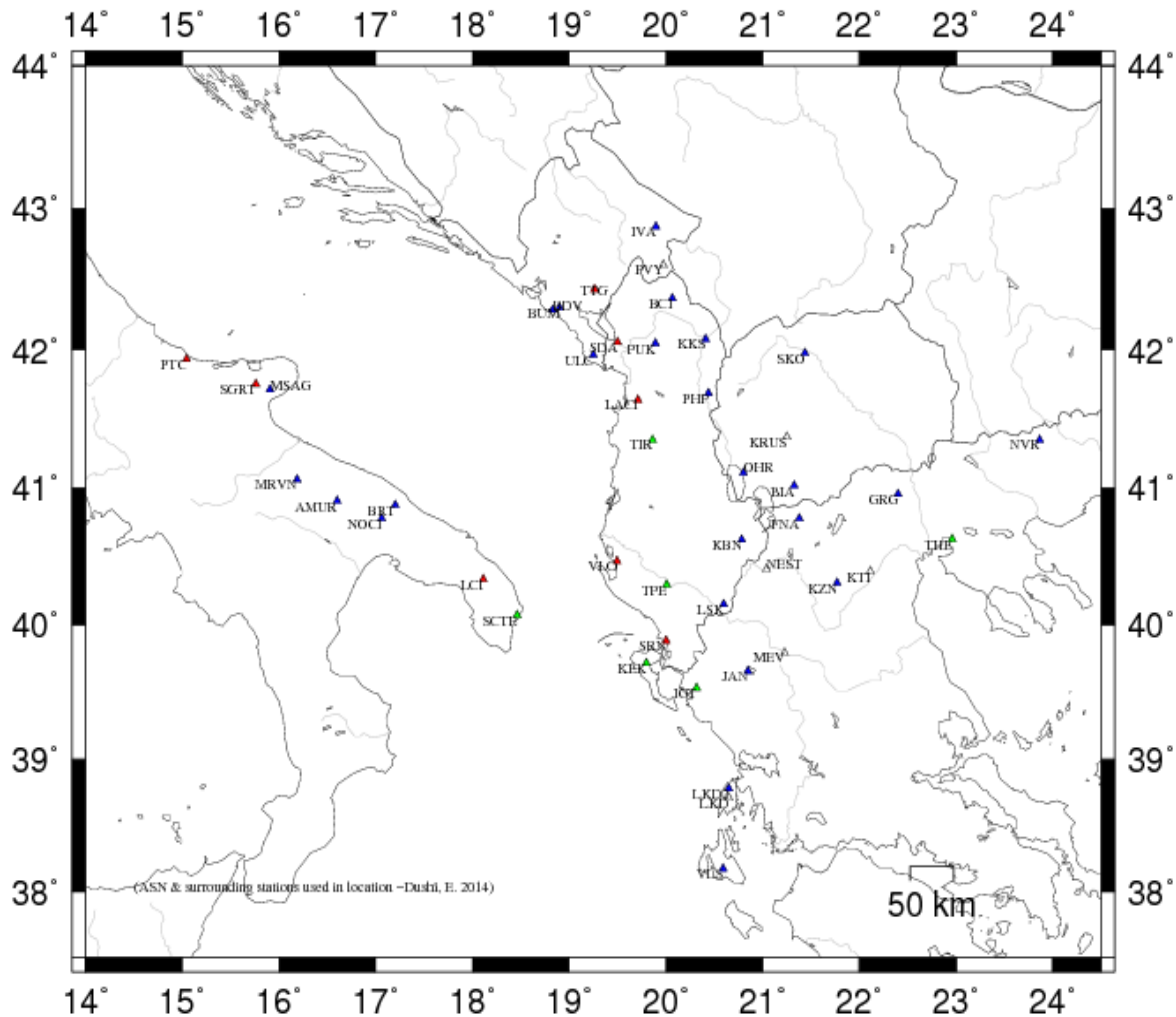 14° 15° 16° 17° 18° 19° 20° 21° 22° 23° 24°
44° 44°
43° 43°
IVA
PVY
TTG
BCI
BUM
42° 42°
SDA
PUK
KKS
SKO
ULC
PTC
SGRT
MSAG
LACI
PHP
TIR
KRUS
NVR
OHR
41° 41°
MRVN
BIA
GRG
AMUR
BRT
NOCI
FNA
KBN
THE
NEST
VLO
LCI
TPE
KZN
KTI
LSK
40° 40°
SCTE
SRN
MEV
KEK
JAN
39° 39°
LKD
VLS
38° 38°
(ASN & surrounding stations used in location -Dushi, E. 2014)
50 km
14° 15° 16° 17° 18° 19° 20° 21° 22° 23° 24°